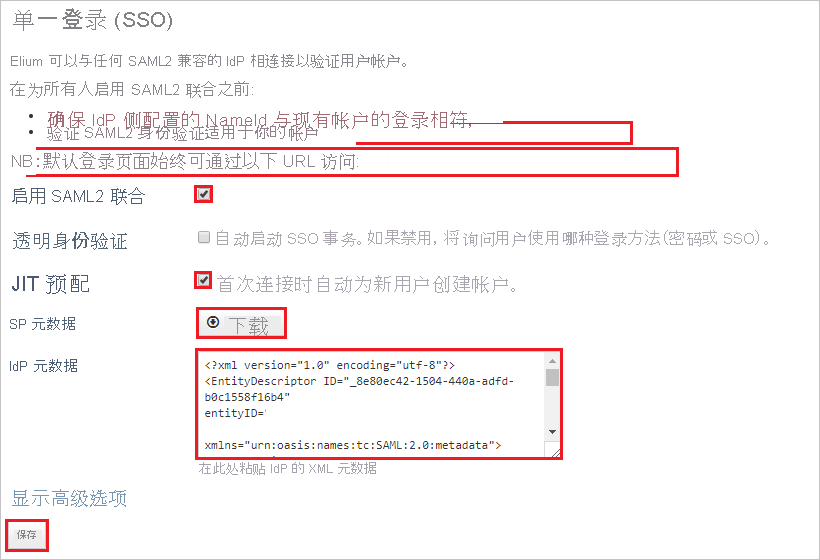 单一登录 (SSO)
Elium 可以与任何 SAML2 兼容的 IdP 相连接以验证用户帐户。
在为所有人启用 SAML2 联合之前:
• 确保 IdP 侧配置的 NameId 与现有帐户的登录相符,
• 验证 SAML2 身份验证适用于你的帐户
NB:默认登录页面始终可通过以下 URL 访问:
启用 SAML2 联合
透明身份验证 自动启动 SSO 事务。如果禁用, 将询问用户使用哪种登录方法(密码或 SSO)。
JIT 预配 首次连接时自动为新用户创建帐户。
SP 元数据 下载
IdP 元数据 <?xml version="1.0" encoding="utf-8"?>
<EntityDescriptor ID="_8e80ec42-1504-440a-adfd-
b0c1558f16b4"
entityID='
xmlns="urn:oasis:names:tc:SAML:2.0:metadata">
在此处粘贴 IdP 的 XML 元数据
显示高级选项
保存